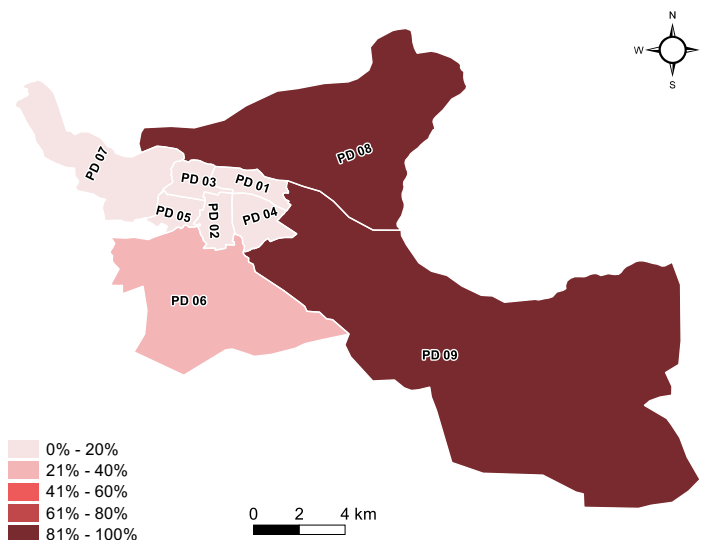 N
W
S
PD 08
PD 07
PD 03
PD 01
PD 05
PD 02
PD 04
PD 06
PD 09
0% - 20%
21% - 40%
41% - 60%
61% - 80%
81% - 100%
0 2 4 km